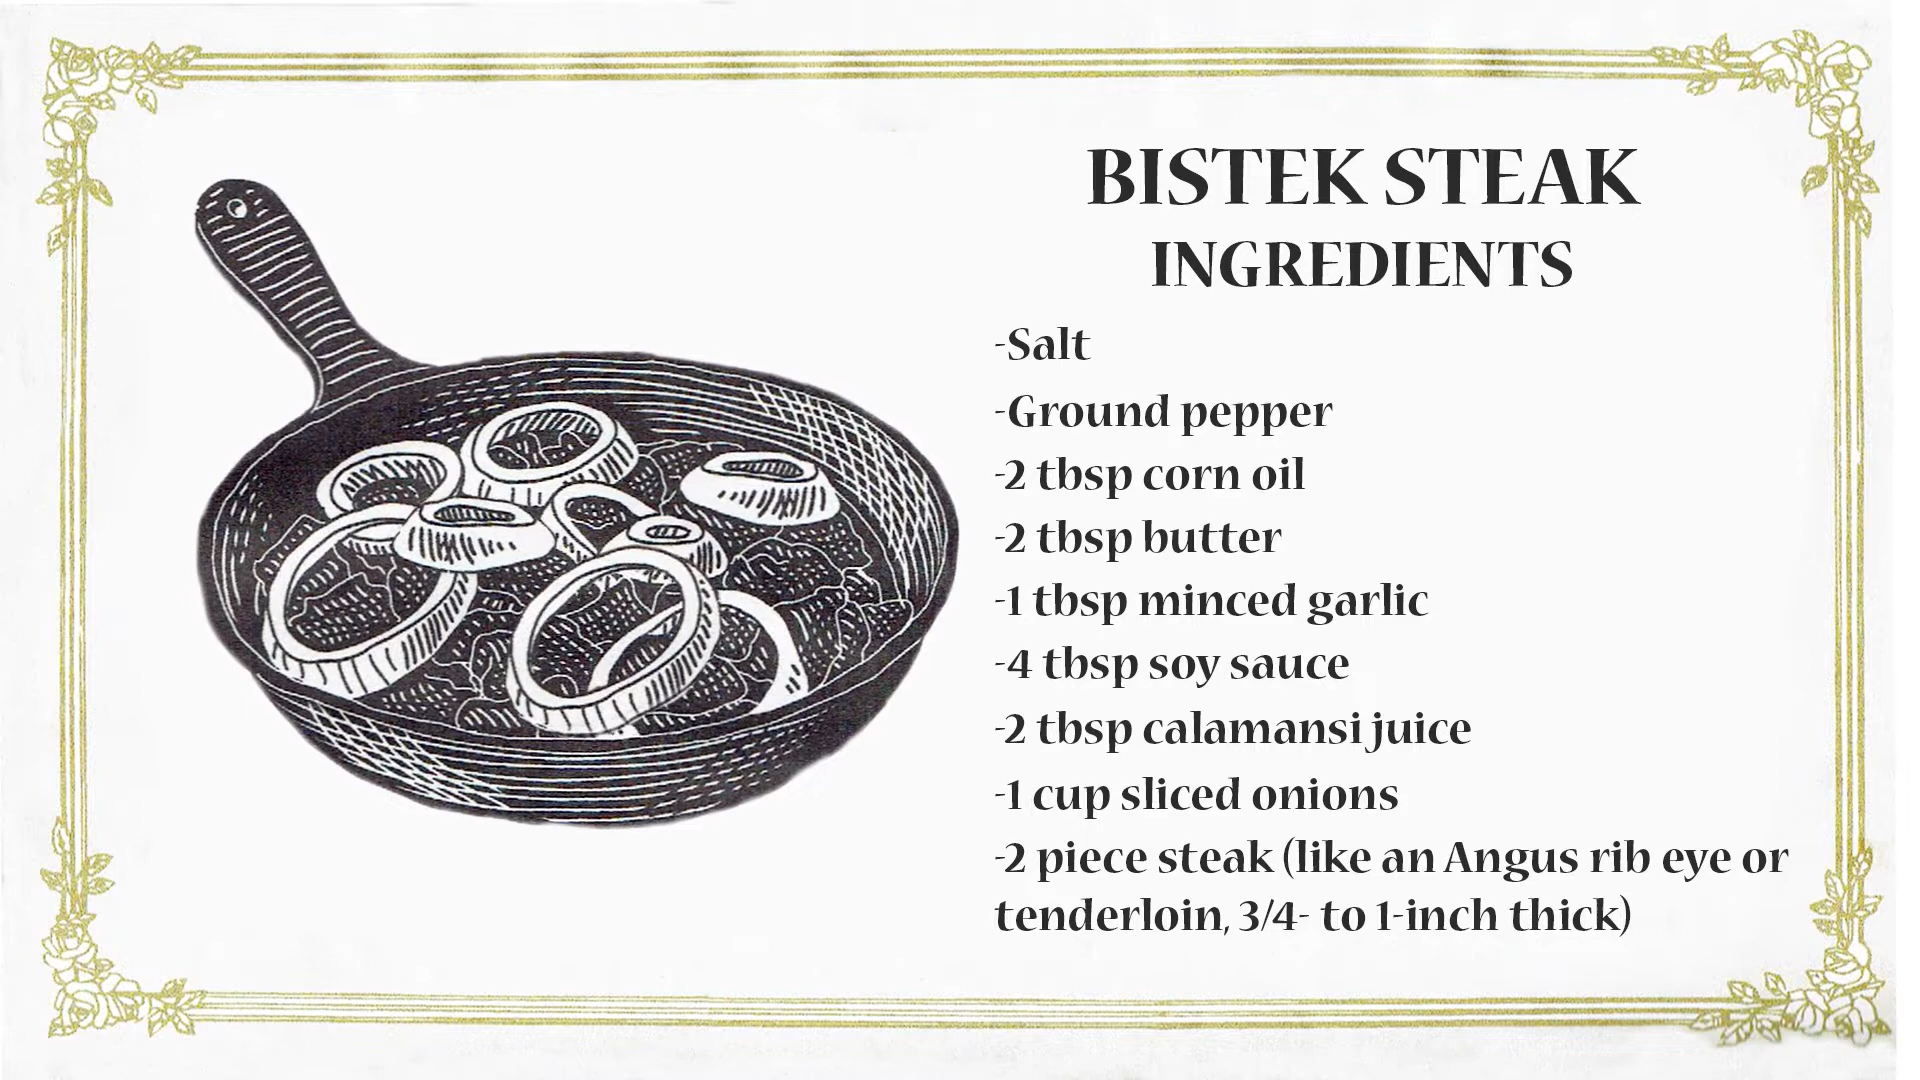 BISTEK STEAK
INGREDIENTS
-Salt
-Ground pepper
-2 tbsp corn oil
-2 tbsp butter
-1 tbsp minced garlic
-4 tbsp soy sauce
-2 tbsp calamansi juice
-1 cup sliced onions
-2 piece steak (like an Angus rib eye or
tenderloin, 3/4- to 1-inch thick)